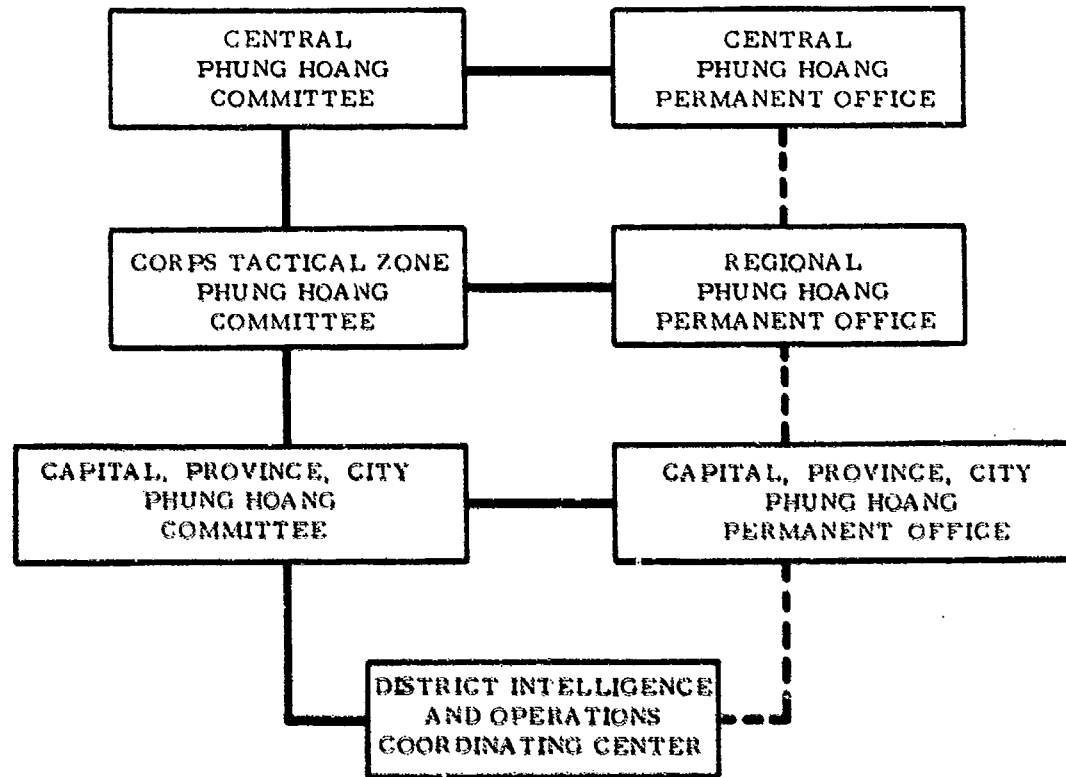 CENTRAL
PHUNG HOANG
COMMITTEE
CENTRAL
PHUNG HOANG
PERMANENT OFFICE
CORPS TACTICAL ZONE
PHUNG HOANG
COMMITTEE
REGIONAL
PHUNG HOANG
PERMANENT OFFICE
CAPITAL, PROVINCE, CITY
PHUNG HOANG
COMMITTEE
CAPITAL, PROVINCE, CITY
PHUNG HOANG
PERMANENT OFFICE
DISTRICT INTELLIGENCE
AND OPERATIONS
COORDINATING CENTER